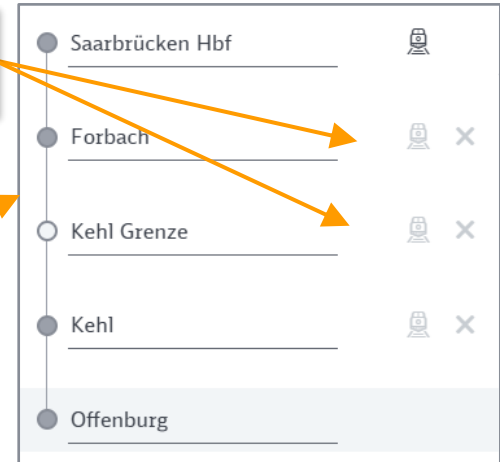 Saarbrücken Hbf
Forbach
Kehl Grenze
Kehl
Offenburg